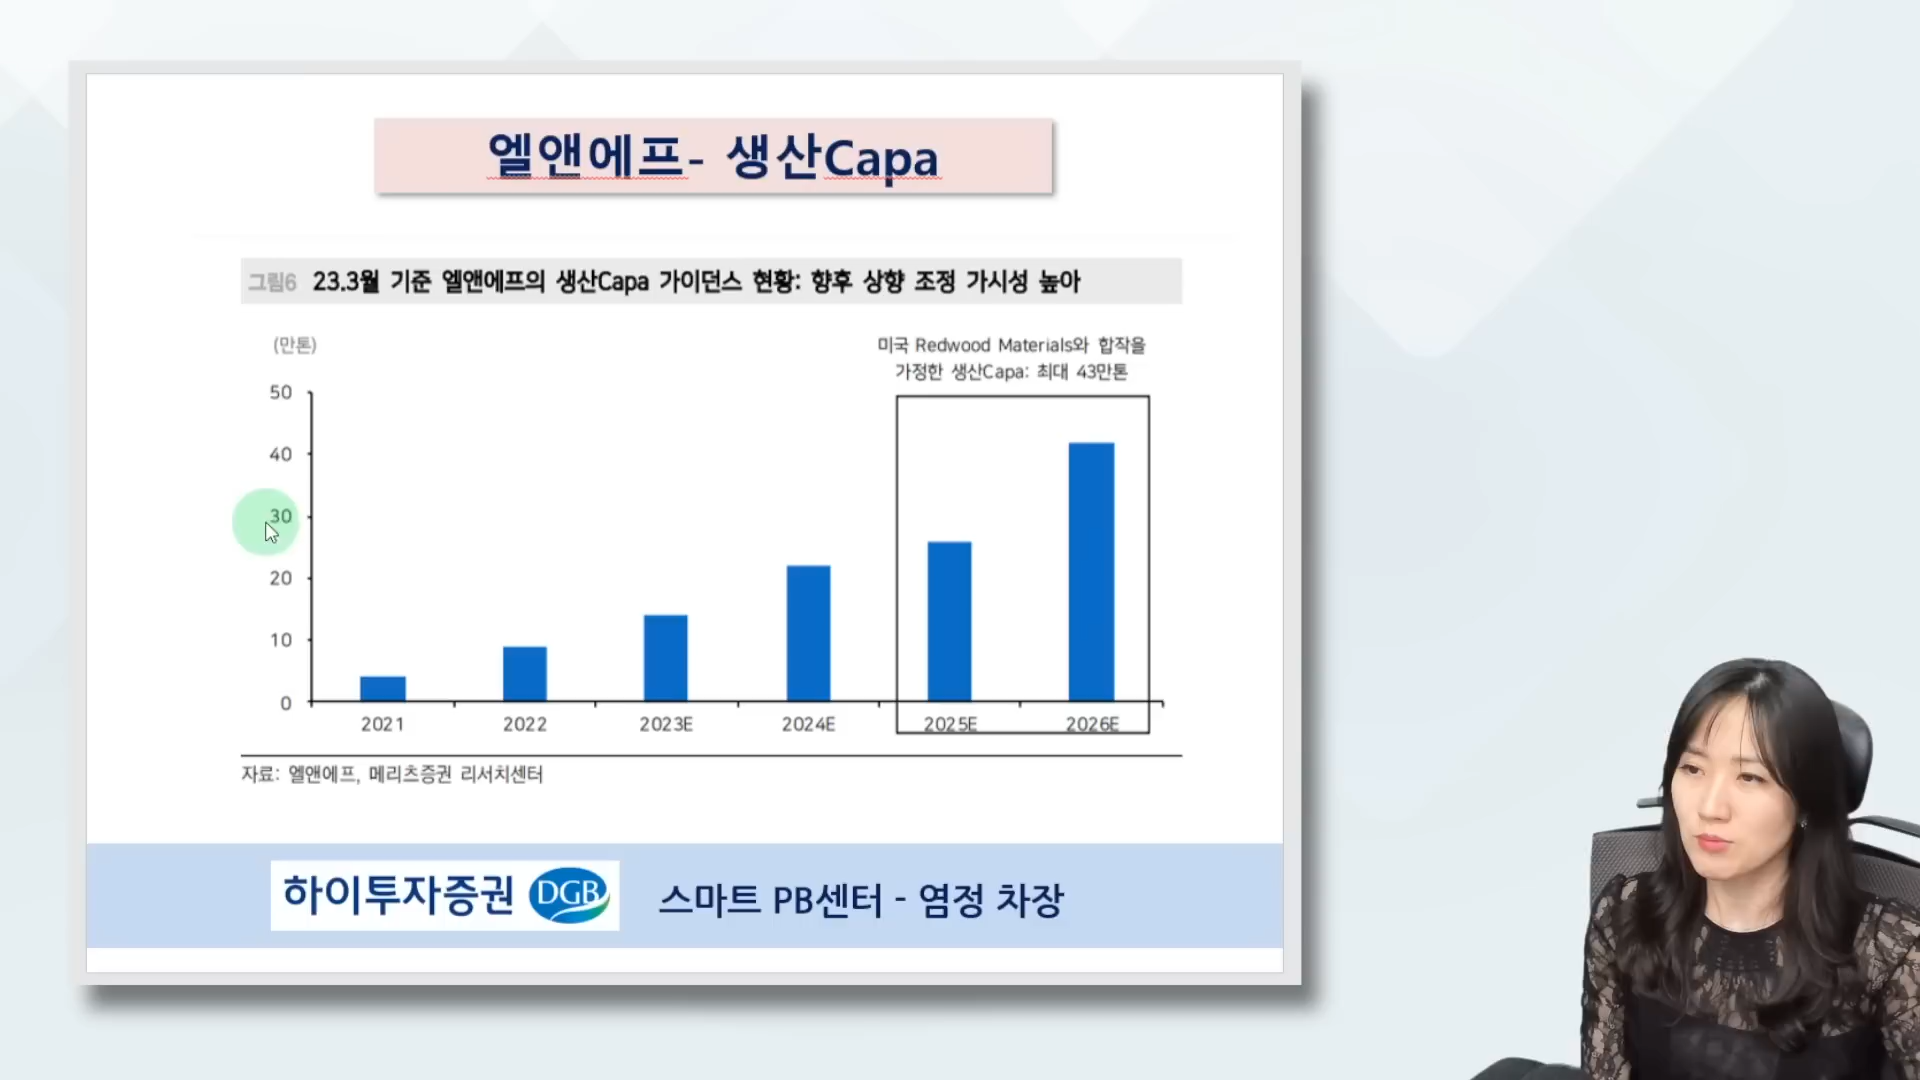 엘앤에프- 생산Capa
그림6 23.3월 기준 엘앤에프의 생산Capa 가이던스 현황: 향후 상향 조정 가시성 높아
(만톤)
미국 Redwood Materials와 합작을
가정한 생산Capa: 최대 43만톤
50
40
30
20
10
0
2021 2022 2023E 2024E 2025E 2026E
자료: 엘앤에프, 메리츠증권 리서치센터
하이투자증권 DGB 스마트 PB센터 - 염정 차장